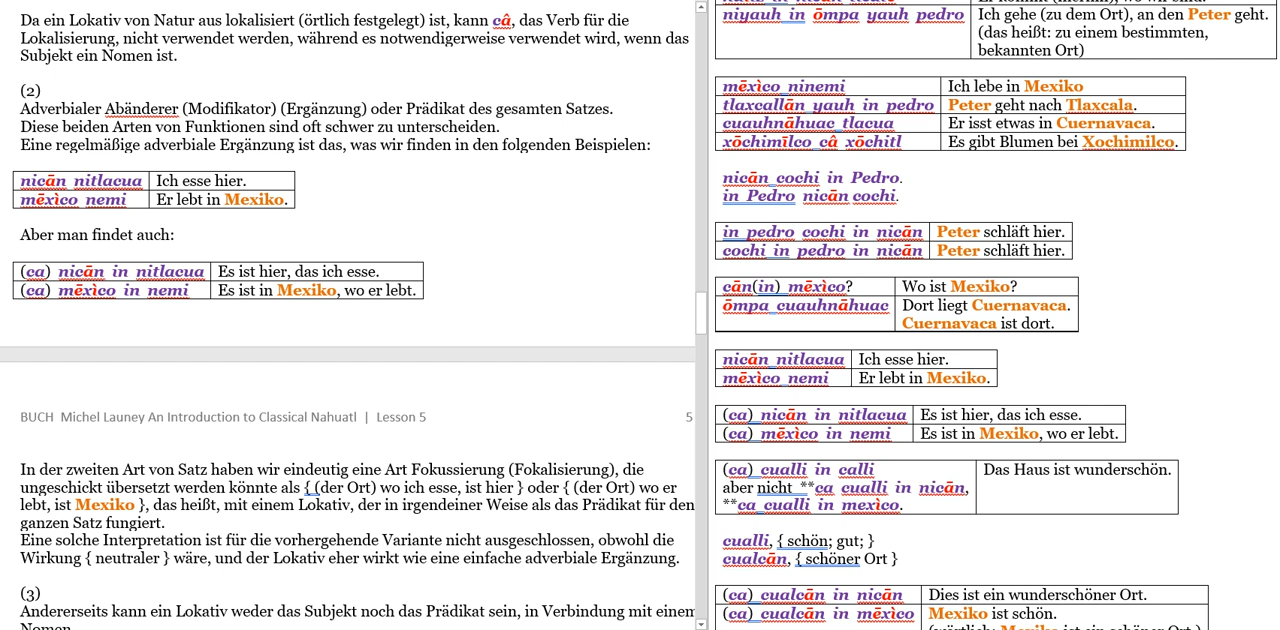 Da ein Lokativ von Natur aus lokalisiert (örtlich festgelegt) ist, kann câ, das Verb für die
Lokalisierung, nicht verwendet werden, während es notwendigerweise verwendet wird, wenn das
Subjekt ein Nomen ist.
(2)
Adverbialer Abänderer (Modifikator) (Ergänzung) oder Prädikat des gesamten Satzes.
Diese beiden Arten von Funktionen sind oft schwer zu unterscheiden.
Eine regelmäßige adverbiale Ergänzung ist das, was wir finden in den folgenden Beispielen:
nicān nitlacua Ich esse hier.
mēxìco nemi Er lebt in Mexiko.
Aber man findet auch:
(ca) nicān in nitlacua Es ist hier, das ich esse.
(ca) mēxìco in nemi Es ist in Mexiko, wo er lebt.
BUCH Michel Launey An Introduction to Classical Nahuatl | Lesson 5 5
In der zweiten Art von Satz haben wir eindeutig eine Art Fokussierung (Fokalisierung), die
ungeschickt übersetzt werden könnte als { (der Ort) wo ich esse, ist hier } oder { (der Ort) wo er
lebt, ist Mexiko }, das heißt, mit einem Lokativ, der in irgendeiner Weise als das Prädikat für den
ganzen Satz fungiert.
Eine solche Interpretation ist für die vorhergehende Variante nicht ausgeschlossen, obwohl die
Wirkung { neutraler } wäre, und der Lokativ eher wirkt wie eine einfache adverbiale Ergänzung.
(3)
Andererseits kann ein Lokativ weder das Subjekt noch das Prädikat sein, in Verbindung mit einem
Nomen
niyauh in ōmpa yauh pedro Ich gehe (zu dem Ort), an den Peter geht.
(das heißt: zu einem bestimmten,
bekannten Ort)
mēxìco ninemi Ich lebe in Mexiko
tlaxcallān yauh in pedro Peter geht nach Tlaxcala.
cuauhnāhuac tlacua Er isst etwas in Cuernavaca.
xōchimīlco câ xōchitl Es gibt Blumen bei Xochimilco.
nicān cochi in Pedro.
in Pedro nicān cochi.
in pedro cochi in nicān Peter schläft hier.
cochi in pedro in nicān Peter schläft hier.
cān(in) mēxìco? Wo ist Mexiko?
ōmpa cuauhnāhuac Dort liegt Cuernavaca.
Cuernavaca ist dort.
nicān nitlacua Ich esse hier.
mēxìco nemi Er lebt in Mexiko.
(ca) nicān in nitlacua Es ist hier, das ich esse.
(ca) mēxìco in nemi Es ist in Mexiko, wo er lebt.
(ca) cualli in calli Das Haus ist wunderschön.
aber nicht **ca cualli in nicān,
**ca cualli in mexìco.
cualli, { schön; gut; }
cualcān, { schöner Ort }
(ca) cualcān in nicān Dies ist ein wunderschöner Ort.
(ca) cualcān in mēxìco Mexiko ist schön.
(wörtlich: Mexiko ist ein schöner Ort.)